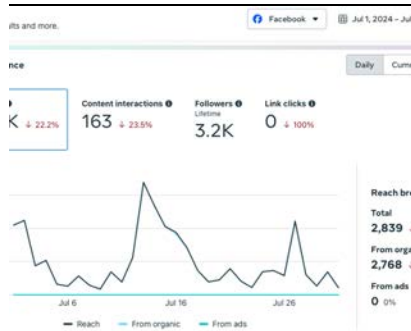 Facebook
Jul 1, 2024 – Jul
ults and more.
nce
Daily Cumu
Content interactions
163 ↓ 23.5%
Followers
Lifetime
3.2K
Link clicks
0 ↓ 100%
K ↓ 22.2%
Reach bre
Total
2,839
From orga
2,768
From ads
0 0%
Jul 6 Jul 16 Jul 26
Reach From organic From ads